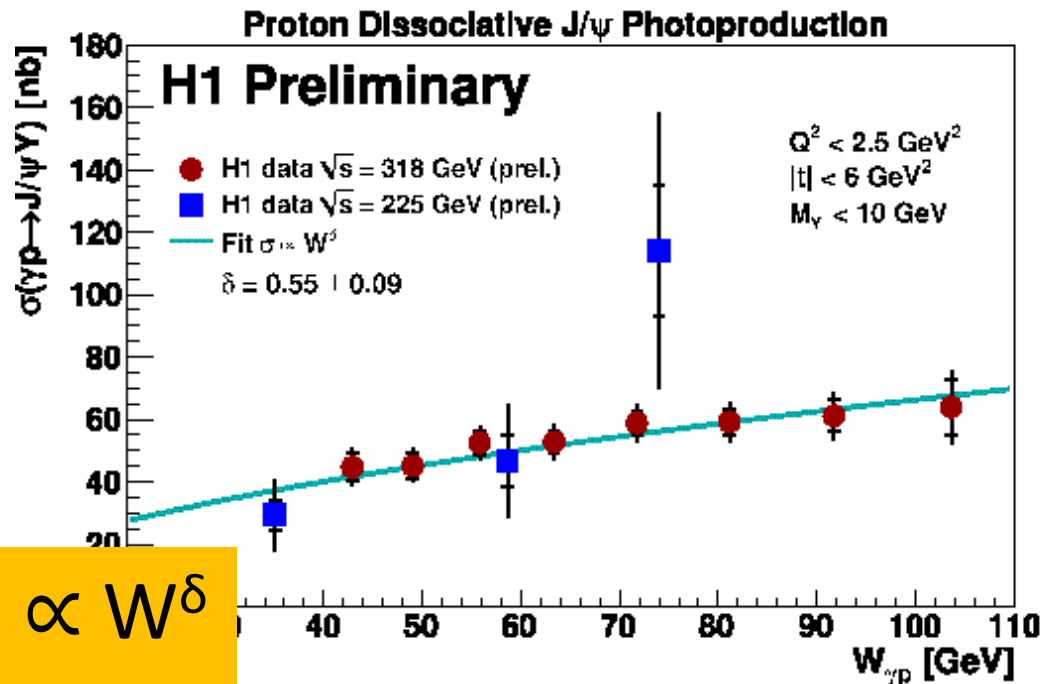 Proton Dissociative J/ψ Photoproduction
H1 Preliminary
σ(γp→J/ψY) [nb]
180
160
140
120
100
80
60
40
20
H1 data √s = 318 GeV (prel.)
H1 data √s = 225 GeV (prel.)
Fit σ ∝ W^δ
δ = 0.55 ± 0.09
Q² < 2.5 GeV²
|t| < 6 GeV²
M_Y < 10 GeV
∝ W^δ
40 50 60 70 80 90 100 110
W_γp [GeV]